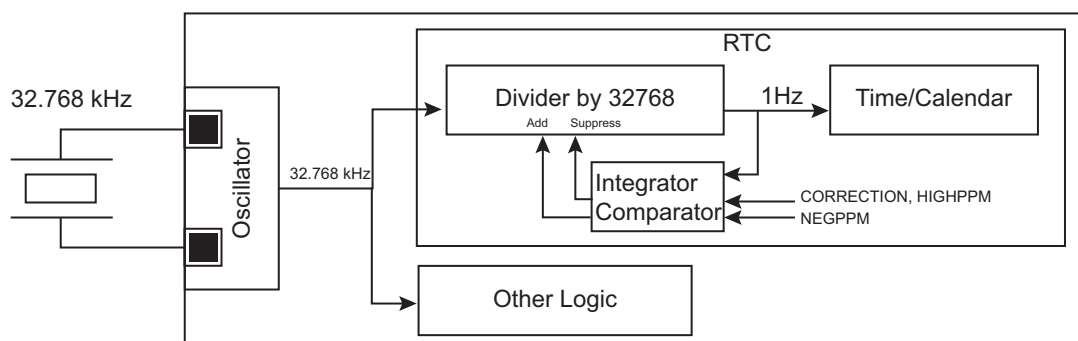 RTC
32.768 kHz
Oscillator
32.768 kHz
Divider by 32768
Add Suppress
1Hz
Time/Calendar
Integrator
Comparator
CORRECTION, HIGHPPM
NEGPPM
Other Logic